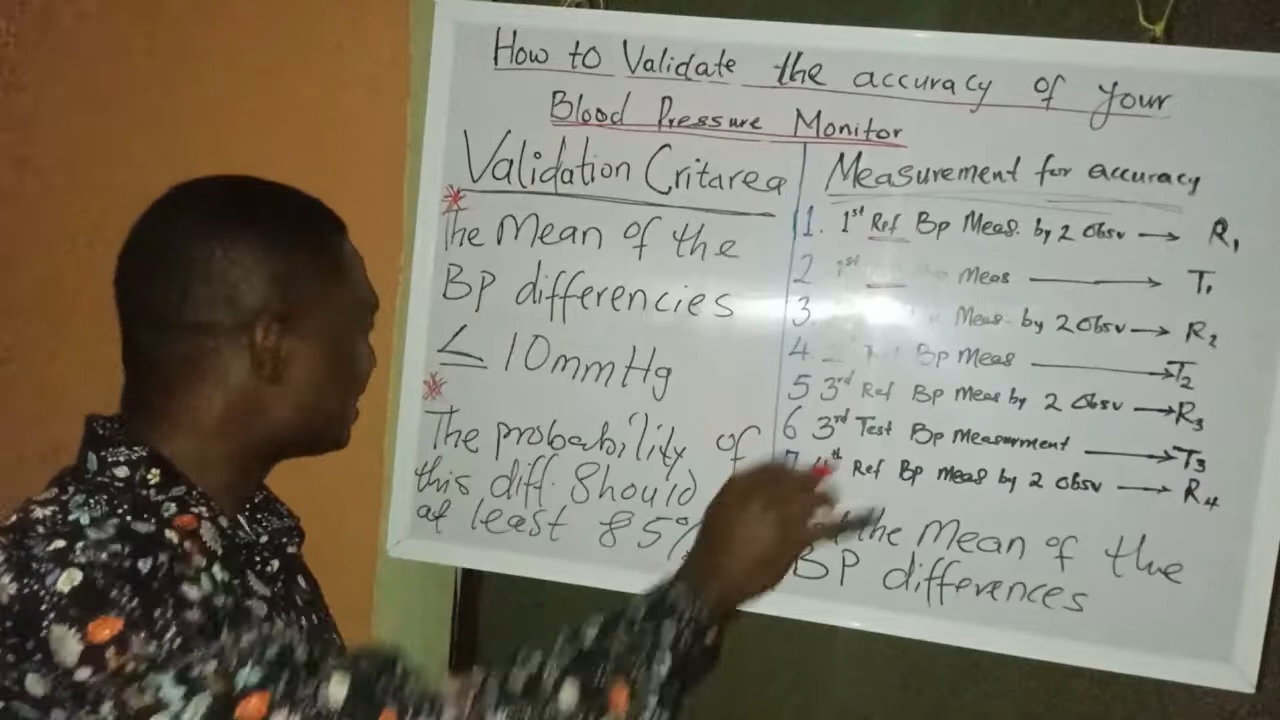 How to Validate the accuracy of your
Blood Pressure Monitor
Validation Critarea
* The Mean of the
BP differencies
≤ 10mmHg
* The probability of
this diff. Should
at least 85%
Measurement for accuracy
1. 1st Ref Bp Meas. by 2 Obsv → R1
2 1st Meas → T1
3. Meas. by 2 Obsv → R2
4 Bp Meas → T2
5 3rd Ref Bp Meas by 2 Obsv → R3
6 3rd Test Bp Measurment → T3
7 4th Ref Bp meas by 2 Obsv → R4
the Mean of the
BP differences